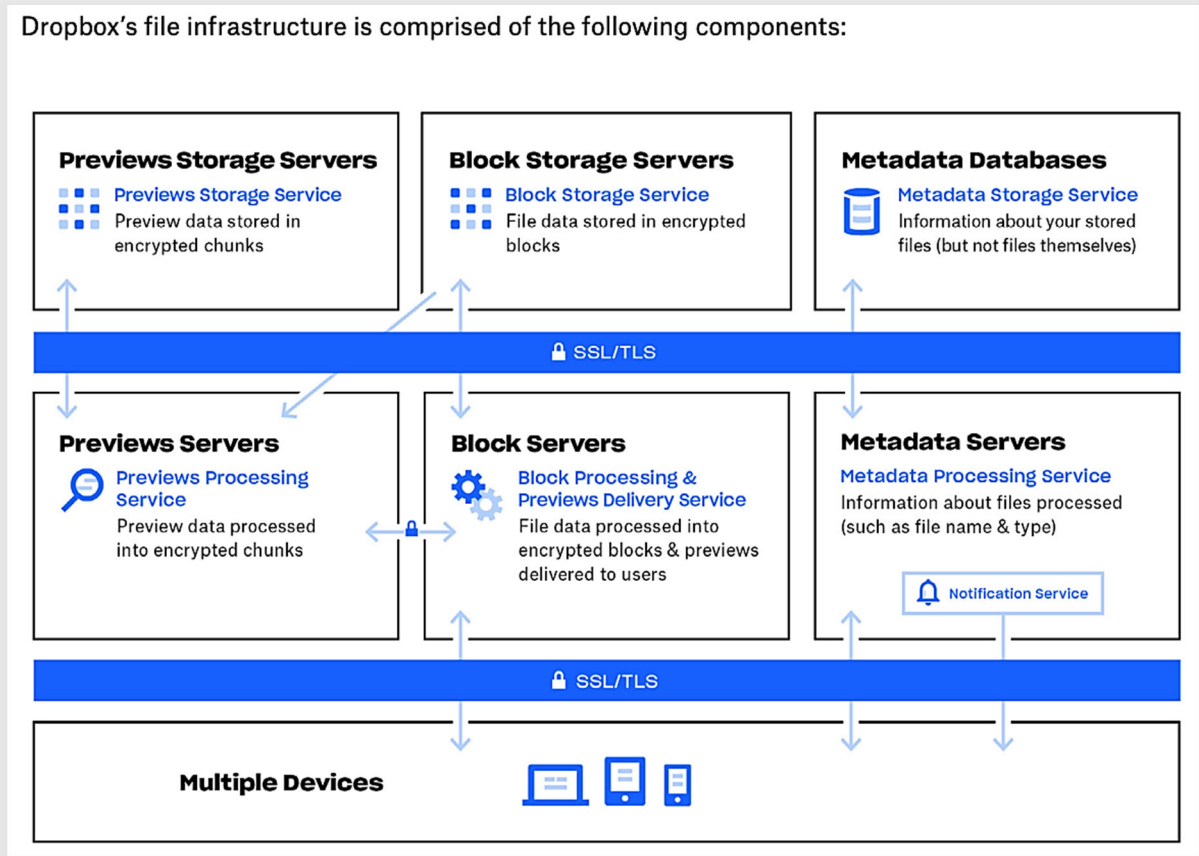 Dropbox’s file infrastructure is comprised of the following components:
Previews Storage Servers
Previews Storage Service
Preview data stored in
encrypted chunks
Block Storage Servers
Block Storage Service
File data stored in encrypted
blocks
Metadata Databases
Metadata Storage Service
Information about your stored
files (but not files themselves)
SSL/TLS
Previews Servers
Previews Processing
Service
Preview data processed
into encrypted chunks
Block Servers
Block Processing &
Previews Delivery Service
File data processed into
encrypted blocks & previews
delivered to users
Metadata Servers
Metadata Processing Service
Information about files processed
(such as file name & type)
Notification Service
SSL/TLS
Multiple Devices